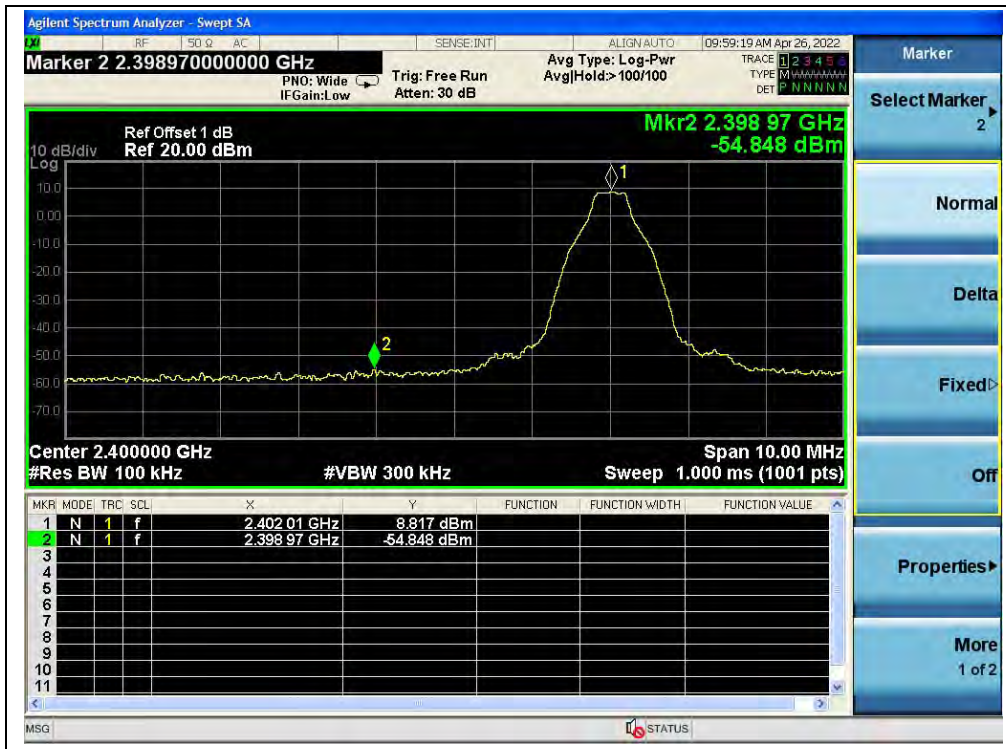 Agilent Spectrum Analyzer - Swept SA
LXI RF 50 Ω AC SENSE:INT ALIGN AUTO 09:59:19 AM Apr 26, 2022
Marker 2 2.398970000000 GHz
PNO: Wide
IFGain:Low
Trig: Free Run
Atten: 30 dB
Avg Type: Log-Pwr
Avg|Hold:>100/100
TRACE 1 2 3 4 5 6
TYPE M
DET P N N N N N
Mkr2 2.398 97 GHz
-54.848 dBm
Ref Offset 1 dB
10 dB/div Ref 20.00 dBm
Log
10.0
0.00
-10.0
-20.0
-30.0
-40.0
-50.0
-60.0
-70.0
1
2
Center 2.400000 GHz Span 10.00 MHz
#Res BW 100 kHz #VBW 300 kHz Sweep 1.000 ms (1001 pts)
MKR MODE TRC SCL X Y FUNCTION FUNCTION WIDTH FUNCTION VALUE
1 N 1 f 2.402 01 GHz 8.817 dBm
2 N 1 f 2.398 97 GHz -54.848 dBm
3
4
5
6
7
8
9
10
11
MSG STATUS
Marker
Select Marker
2
Normal
Delta
Fixed
Off
Properties
More
1 of 2